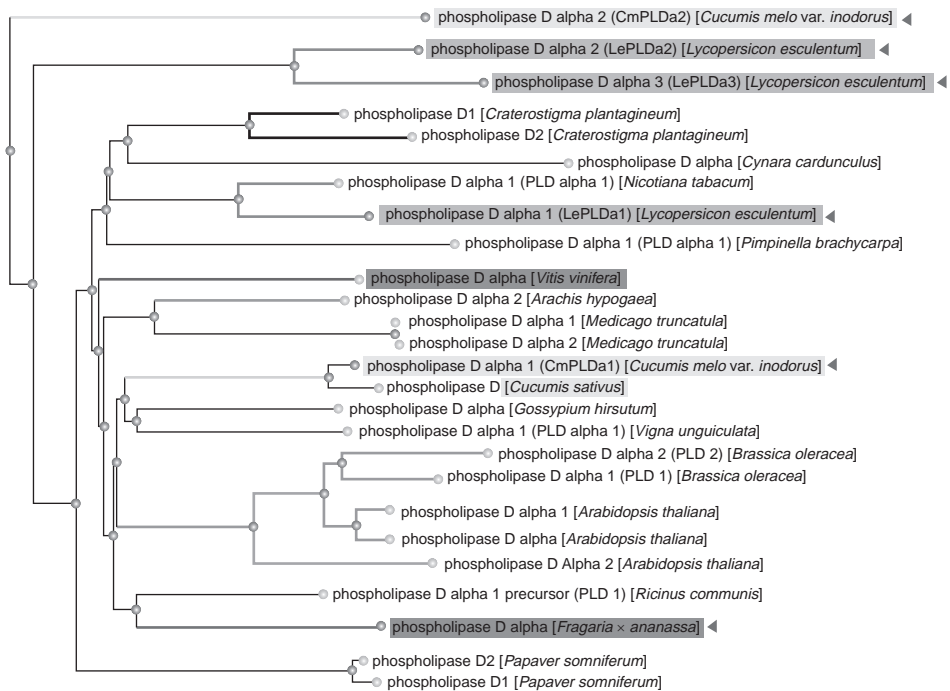 phospholipase D alpha 2 (CmPLDa2) [Cucumis melo var. inodorus]
phospholipase D alpha 2 (LePLDa2) [Lycopersicon esculentum]
phospholipase D alpha 3 (LePLDa3) [Lycopersicon esculentum]
phospholipase D1 [Craterostigma plantagineum]
phospholipase D2 [Craterostigma plantagineum]
phospholipase D alpha [Cynara cardunculus]
phospholipase D alpha 1 (PLD alpha 1) [Nicotiana tabacum]
phospholipase D alpha 1 (LePLDa1) [Lycopersicon esculentum]
phospholipase D alpha 1 (PLD alpha 1) [Pimpinella brachycarpa]
phospholipase D alpha [Vitis vinifera]
phospholipase D alpha 2 [Arachis hypogaea]
phospholipase D alpha 1 [Medicago truncatula]
phospholipase D alpha 2 [Medicago truncatula]
phospholipase D alpha 1 (CmPLDa1) [Cucumis melo var. inodorus]
phospholipase D [Cucumis sativus]
phospholipase D alpha [Gossypium hirsutum]
phospholipase D alpha 1 (PLD alpha 1) [Vigna unguiculata]
phospholipase D alpha 2 (PLD 2) [Brassica oleracea]
phospholipase D alpha 1 (PLD 1) [Brassica oleracea]
phospholipase D alpha 1 [Arabidopsis thaliana]
phospholipase D alpha [Arabidopsis thaliana]
phospholipase D Alpha 2 [Arabidopsis thaliana]
phospholipase D alpha 1 precursor (PLD 1) [Ricinus communis]
phospholipase D alpha [Fragaria × ananassa]
phospholipase D2 [Papaver somniferum]
phospholipase D1 [Papaver somniferum]